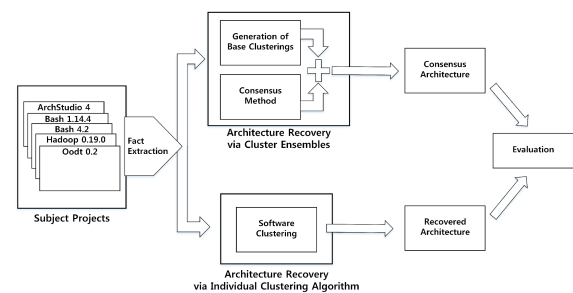 ArchStudio 4
Bash 1.14.4
Bash 4.2
Hadoop 0.19.0
Oodt 0.2
Subject Projects
Fact
Extraction
Generation of
Base Clusterings
Consensus
Method
Architecture Recovery
via Cluster Ensembles
Consensus
Architecture
Evaluation
Software
Clustering
Architecture Recovery
via Individual Clustering Algorithm
Recovered
Architecture